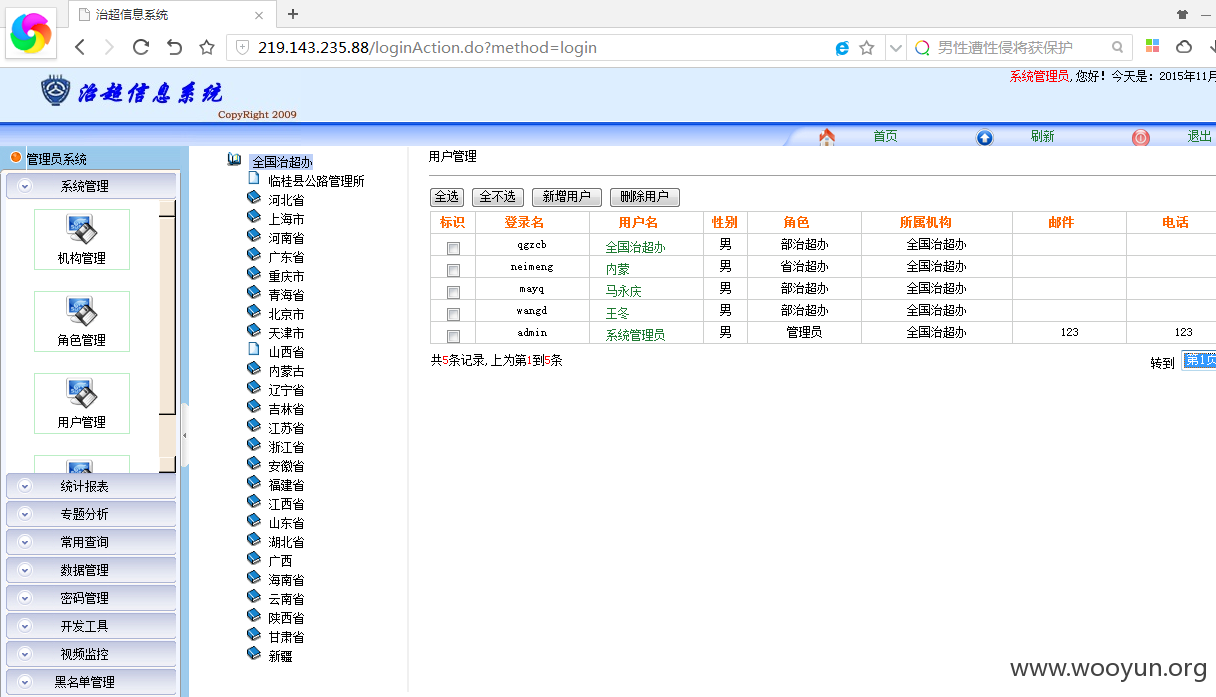 治超信息系统
219.143.235.88/loginAction.do?method=login
男性遭性侵将获保护
治超信息系统
CopyRight 2009
系统管理员, 您好! 今天是: 2015年11月
首页 刷新 退出
管理员系统
系统管理
机构管理
角色管理
用户管理
统计报表
专题分析
常用查询
数据管理
密码管理
开发工具
视频监控
黑名单管理
全国治超办
临桂县公路管理所
河北省
上海市
河南省
广东省
重庆市
青海省
北京市
天津市
山西省
内蒙古
辽宁省
吉林省
江苏省
浙江省
安徽省
福建省
江西省
山东省
湖北省
广西
海南省
云南省
陕西省
甘肃省
新疆
用户管理
全选 全不选 新增用户 删除用户
标识 登录名 用户名 性别 角色 所属机构 邮件 电话
qgzcb 全国治超办 男 部治超办 全国治超办
neimeng 内蒙 男 省治超办 全国治超办
mayq 马永庆 男 部治超办 全国治超办
wangd 王冬 男 部治超办 全国治超办
admin 系统管理员 男 管理员 全国治超办 123 123
共5条记录, 上为第1到5条
转到 第1页
www.wooyun.org